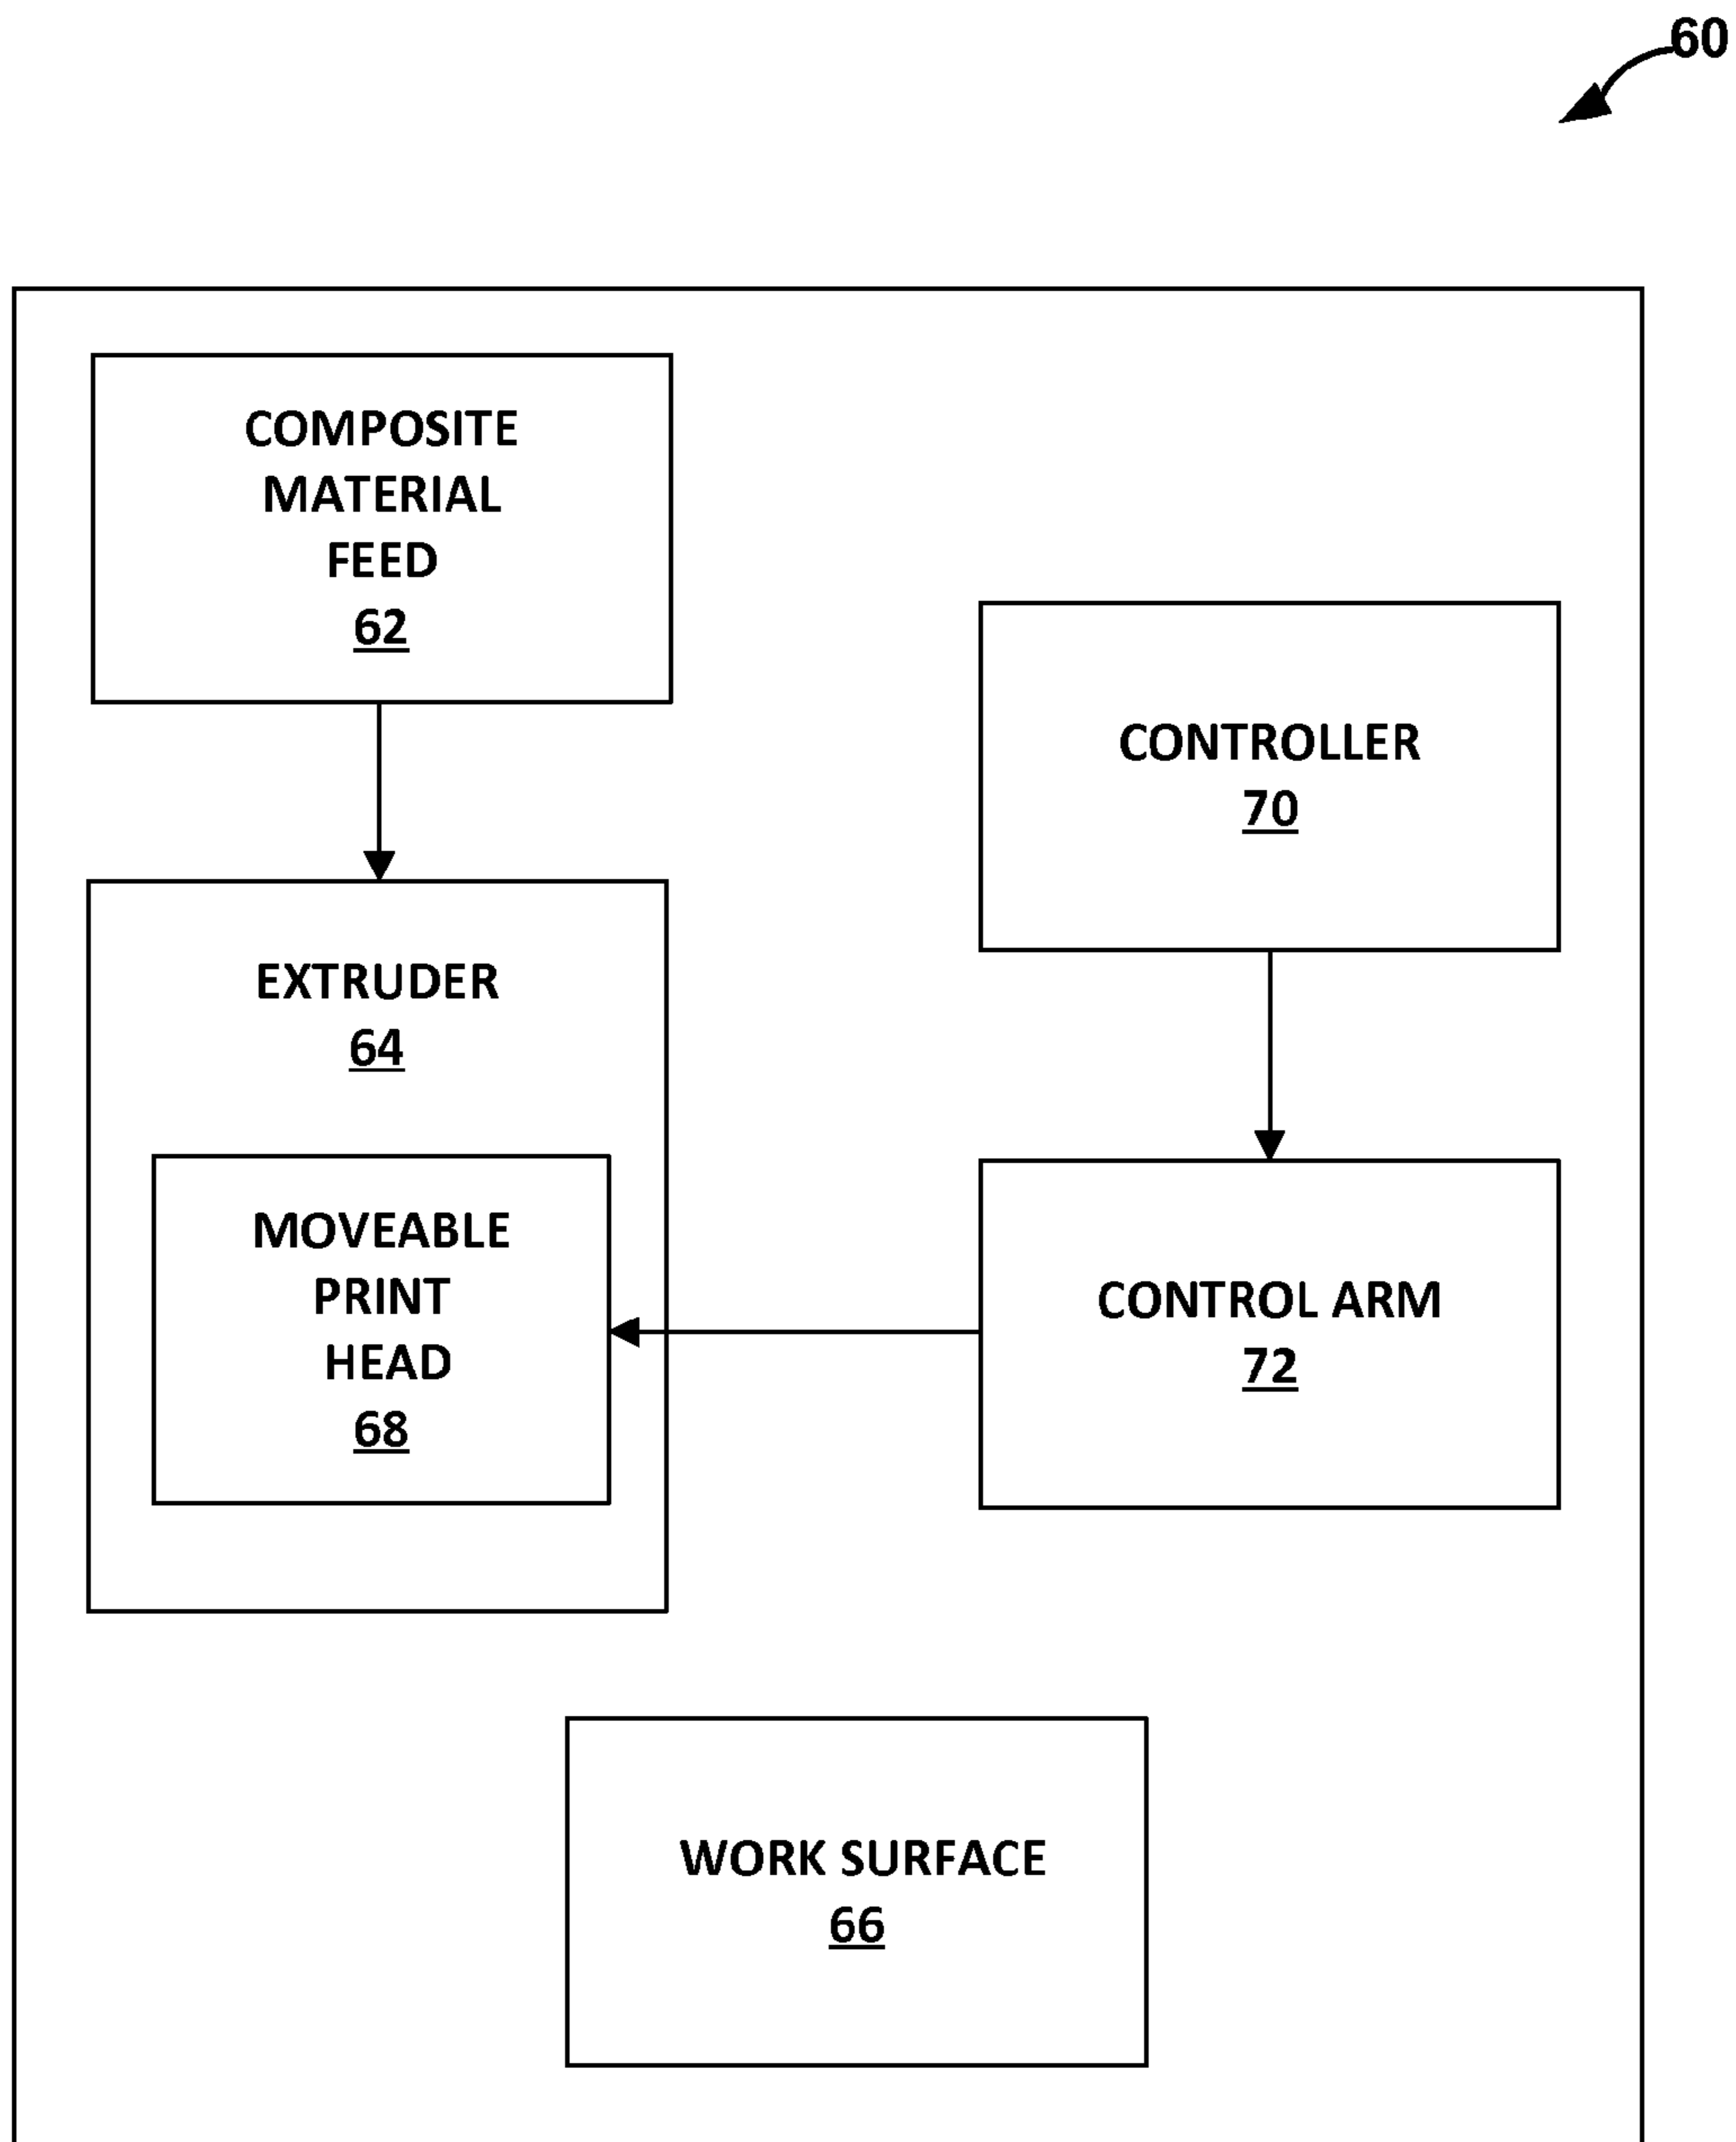 60
COMPOSITE
MATERIAL
FEED
62
CONTROLLER
70
EXTRUDER
64
MOVEABLE
PRINT
HEAD
68
CONTROL ARM
72
WORK SURFACE
66